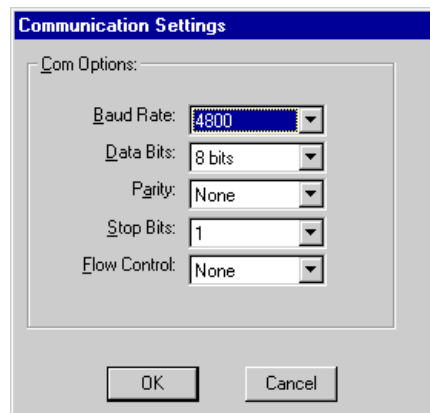 Communication Settings
Com Options:
Baud Rate: 4800
Data Bits: 8 bits
Parity: None
Stop Bits: 1
Flow Control: None
OK Cancel